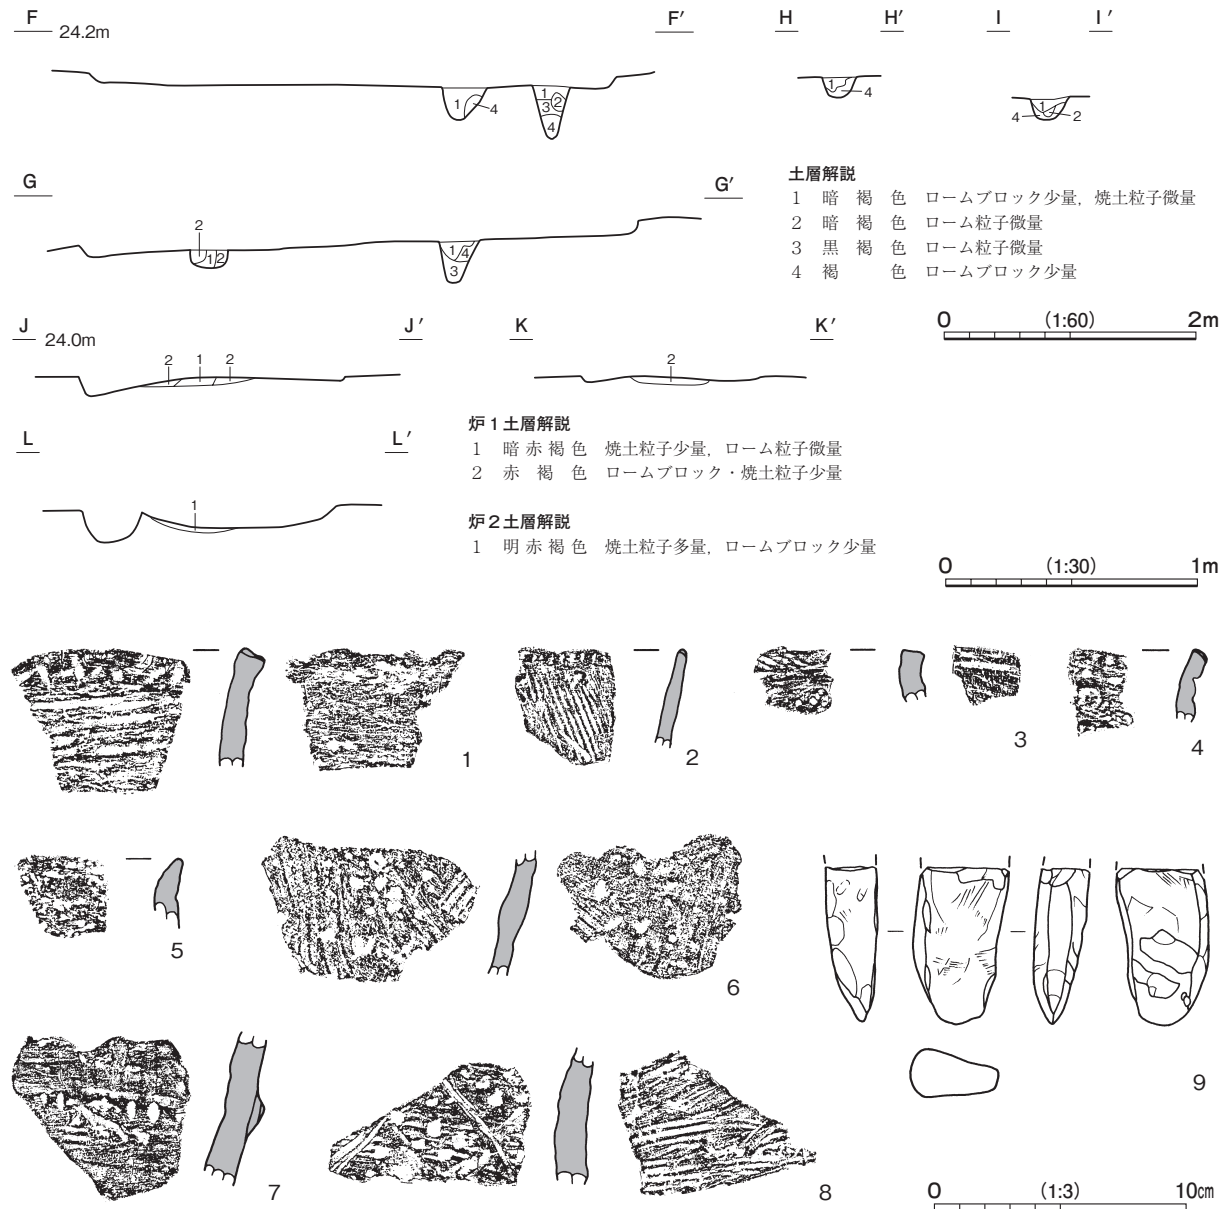 F F′ H H′ I I′
24.2m
1 4 1 2 3 4
1 4
4 1 2
G G′
2 1 2 1 4 3
土層解説
1 暗褐色 ロームブロック少量，焼土粒子微量
2 暗褐色 ローム粒子微量
3 黒褐色 ローム粒子微量
4 褐色 ロームブロック少量
0 (1:60) 2m
J J′ K K′
24.0m
2 1 2 2
L L′
1
炉1土層解説
1 暗赤褐色 焼土粒子少量，ローム粒子微量
2 赤褐色 ロームブロック・焼土粒子少量
炉2土層解説
1 明赤褐色 焼土粒子多量，ロームブロック少量
0 (1:30) 1m
1 2 3 4
5 6
7 8 9
0 (1:3) 10cm